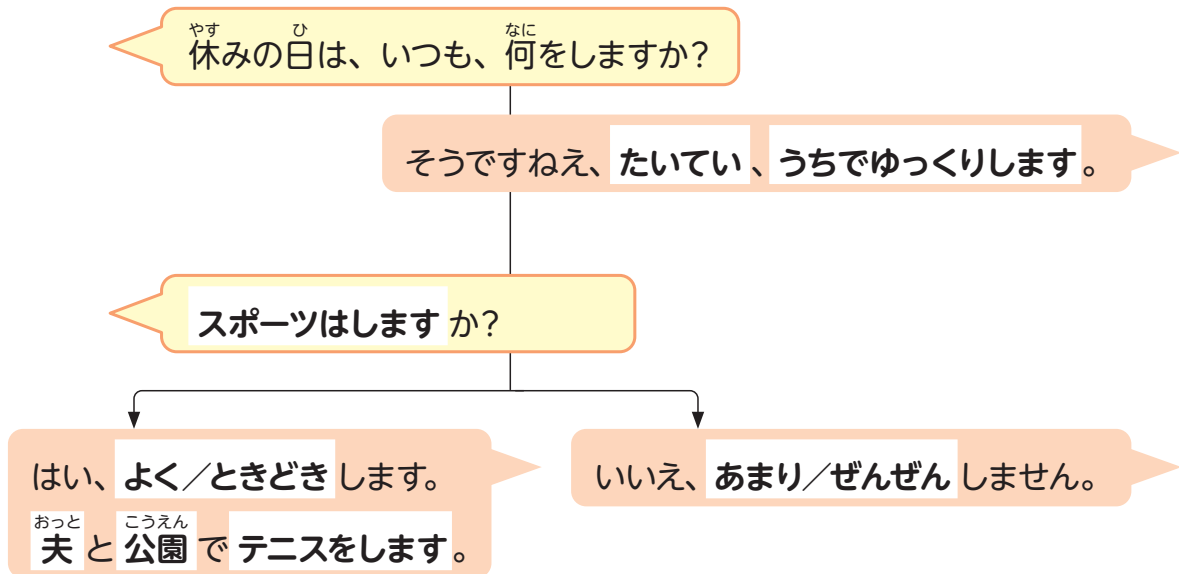 休みの日は、いつも、何をしますか？
そうですねえ、たいてい、うちでゆっくりします。
スポーツはしますか？
はい、よく／ときどきします。
夫と公園でテニスをします。
いいえ、あまり／ぜんぜんしません。